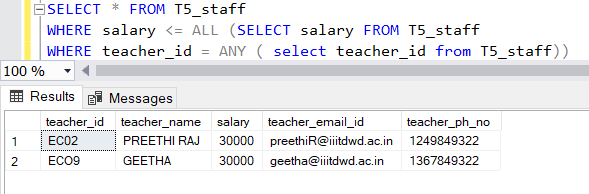 SELECT * FROM T5_staff
WHERE salary <= ALL (SELECT salary FROM T5_staff
WHERE teacher_id = ANY ( select teacher_id from T5_staff))
100 %
Results Messages
teacher_id teacher_name salary teacher_email_id teacher_ph_no
1 EC02 PREETHI RAJ 30000 preethiR@iiitdwd.ac.in 1249849322
2 ECO9 GEETHA 30000 geetha@iiitdwd.ac.in 1367849322